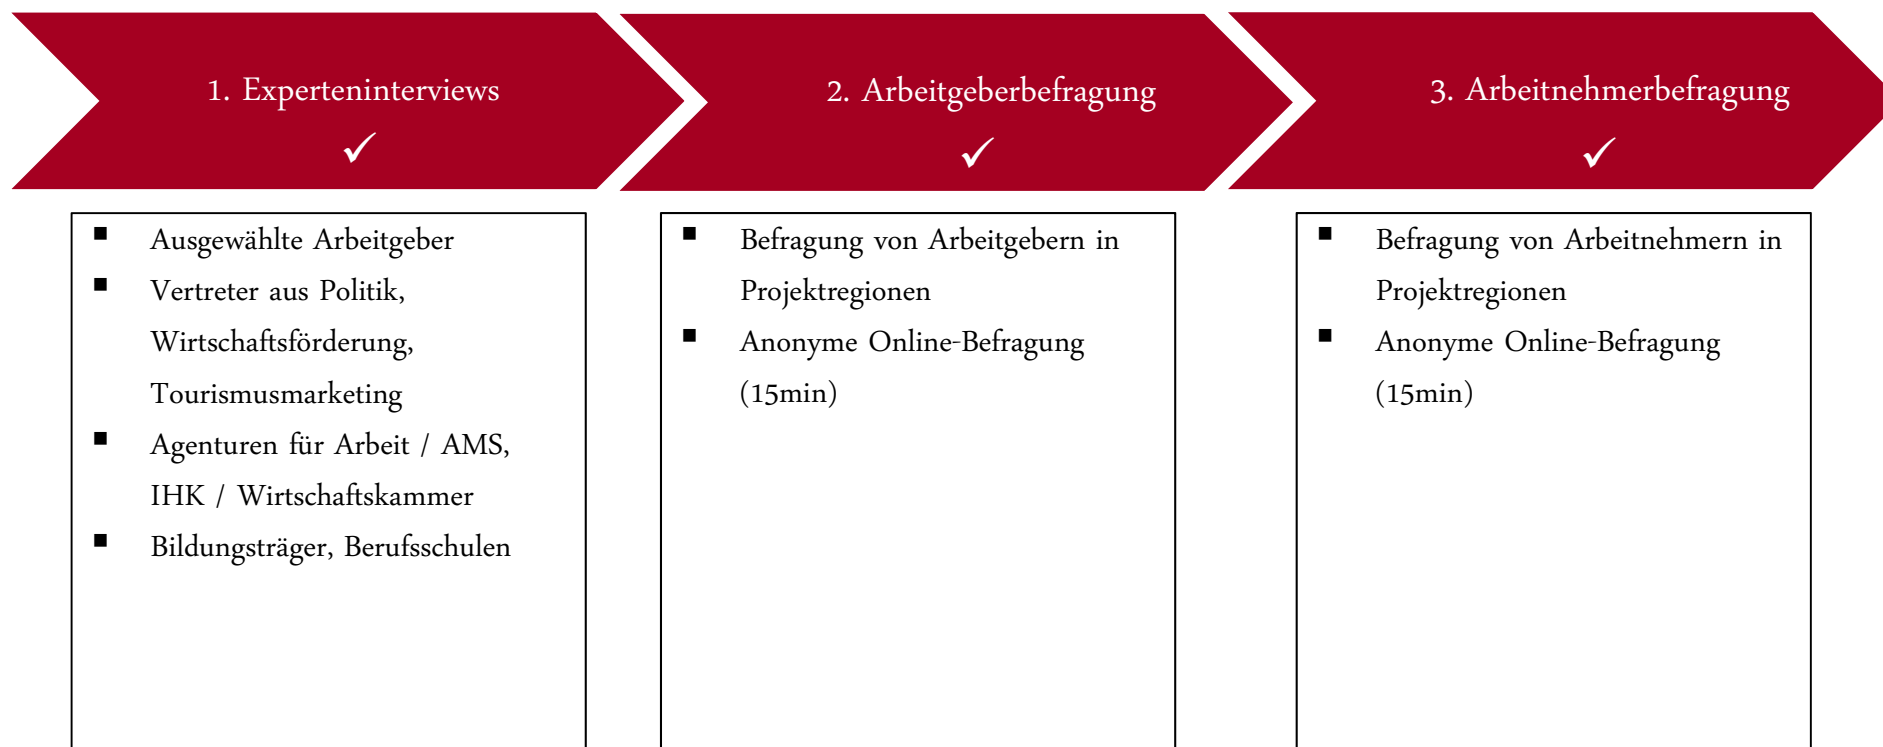 1. Experteninterviews
✓
2. Arbeitgeberbefragung
✓
3. Arbeitnehmerbefragung
✓
▪ Ausgewählte Arbeitgeber
▪ Vertreter aus Politik,
Wirtschaftsförderung,
Tourismusmarketing
▪ Agenturen für Arbeit / AMS,
IHK / Wirtschaftskammer
▪ Bildungsträger, Berufsschulen
▪ Befragung von Arbeitgebern in
Projektregionen
▪ Anonyme Online-Befragung
(15min)
▪ Befragung von Arbeitnehmern in
Projektregionen
▪ Anonyme Online-Befragung
(15min)